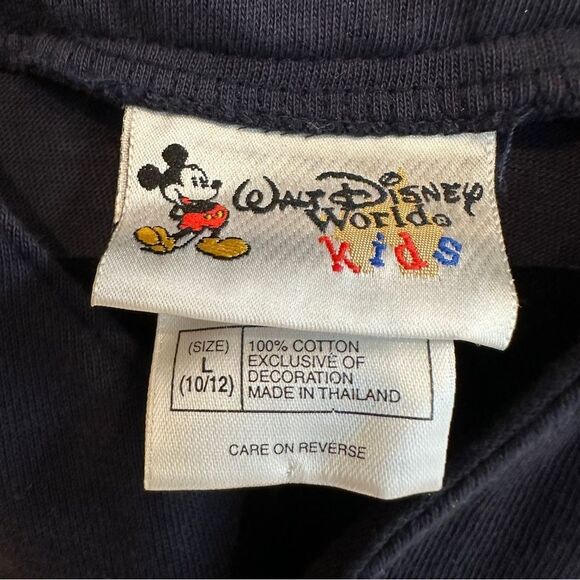 Walt Disney
World®
kids
(SIZE)
L
(10/12)
100% COTTON
EXCLUSIVE OF
DECORATION
MADE IN THAILAND
CARE ON REVERSE